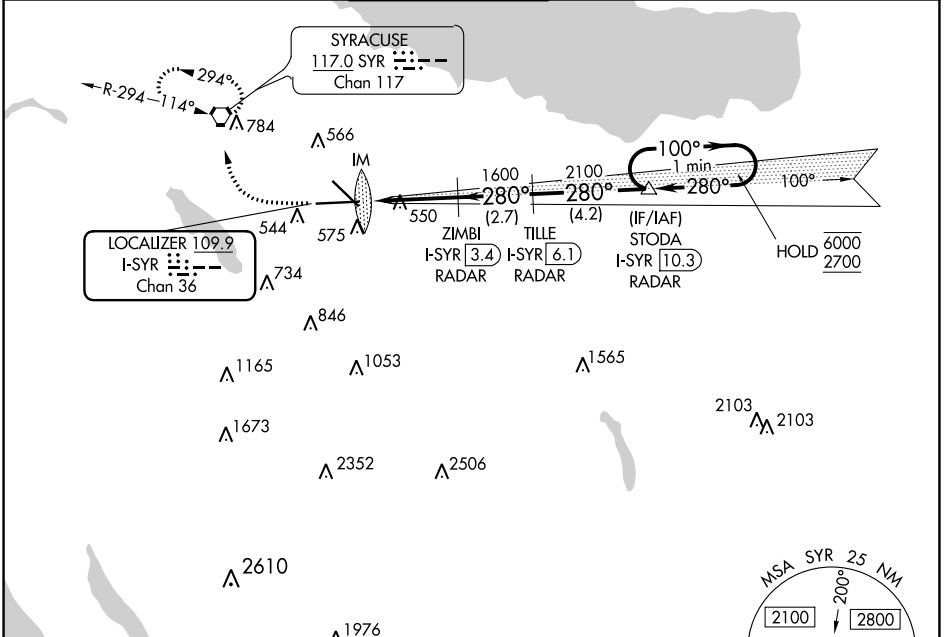 SYRACUSE
117.0 SYR
Chan 117
294°
R-294
114°
784
566
IM
1600
2100
100°
1 min
280°
280°
280°
100°
(2.7)
(4.2)
544
575
550
ZIMBI
I-SYR 3.4
RADAR
TILLE
I-SYR 6.1
RADAR
(IF/IAF)
STODA
I-SYR 10.3
RADAR
HOLD 6000
2700
LOCALIZER 109.9
I-SYR
Chan 36
734
846
1165
1053
1565
1673
2103
2103
2352
2506
2610
1976
MSA SYR 25 NM
200°
2100
2800